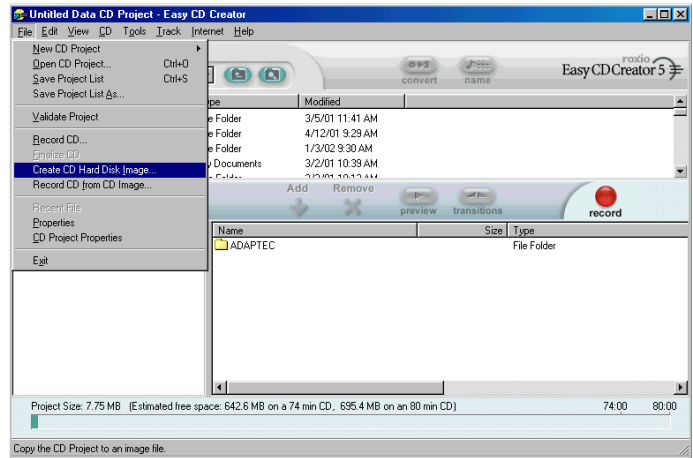 Untitled Data CD Project - Easy CD Creator
File Edit View CD Tools Track Internet Help
New CD Project
Open CD Project... Ctrl+O
Save Project List Ctrl+S
Save Project List As...
Validate Project
Record CD...
Finalize CD
Create CD Hard Disk Image...
Record CD from CD Image...
Recent File
Properties
CD Project Properties
Exit
convert name
roxio
Easy CD Creator 5
pe Modified
e Folder 3/5/01 11:41 AM
e Folder 4/12/01 9:29 AM
e Folder 1/3/02 9:30 AM
Documents 3/2/01 10:39 AM
Add Remove
preview transitions record
Name Size Type
ADAPTEC File Folder
Project Size: 7.75 MB (Estimated free space: 642.6 MB on a 74 min CD, 695.4 MB on an 80 min CD) 74:00 80:00
Copy the CD Project to an image file.